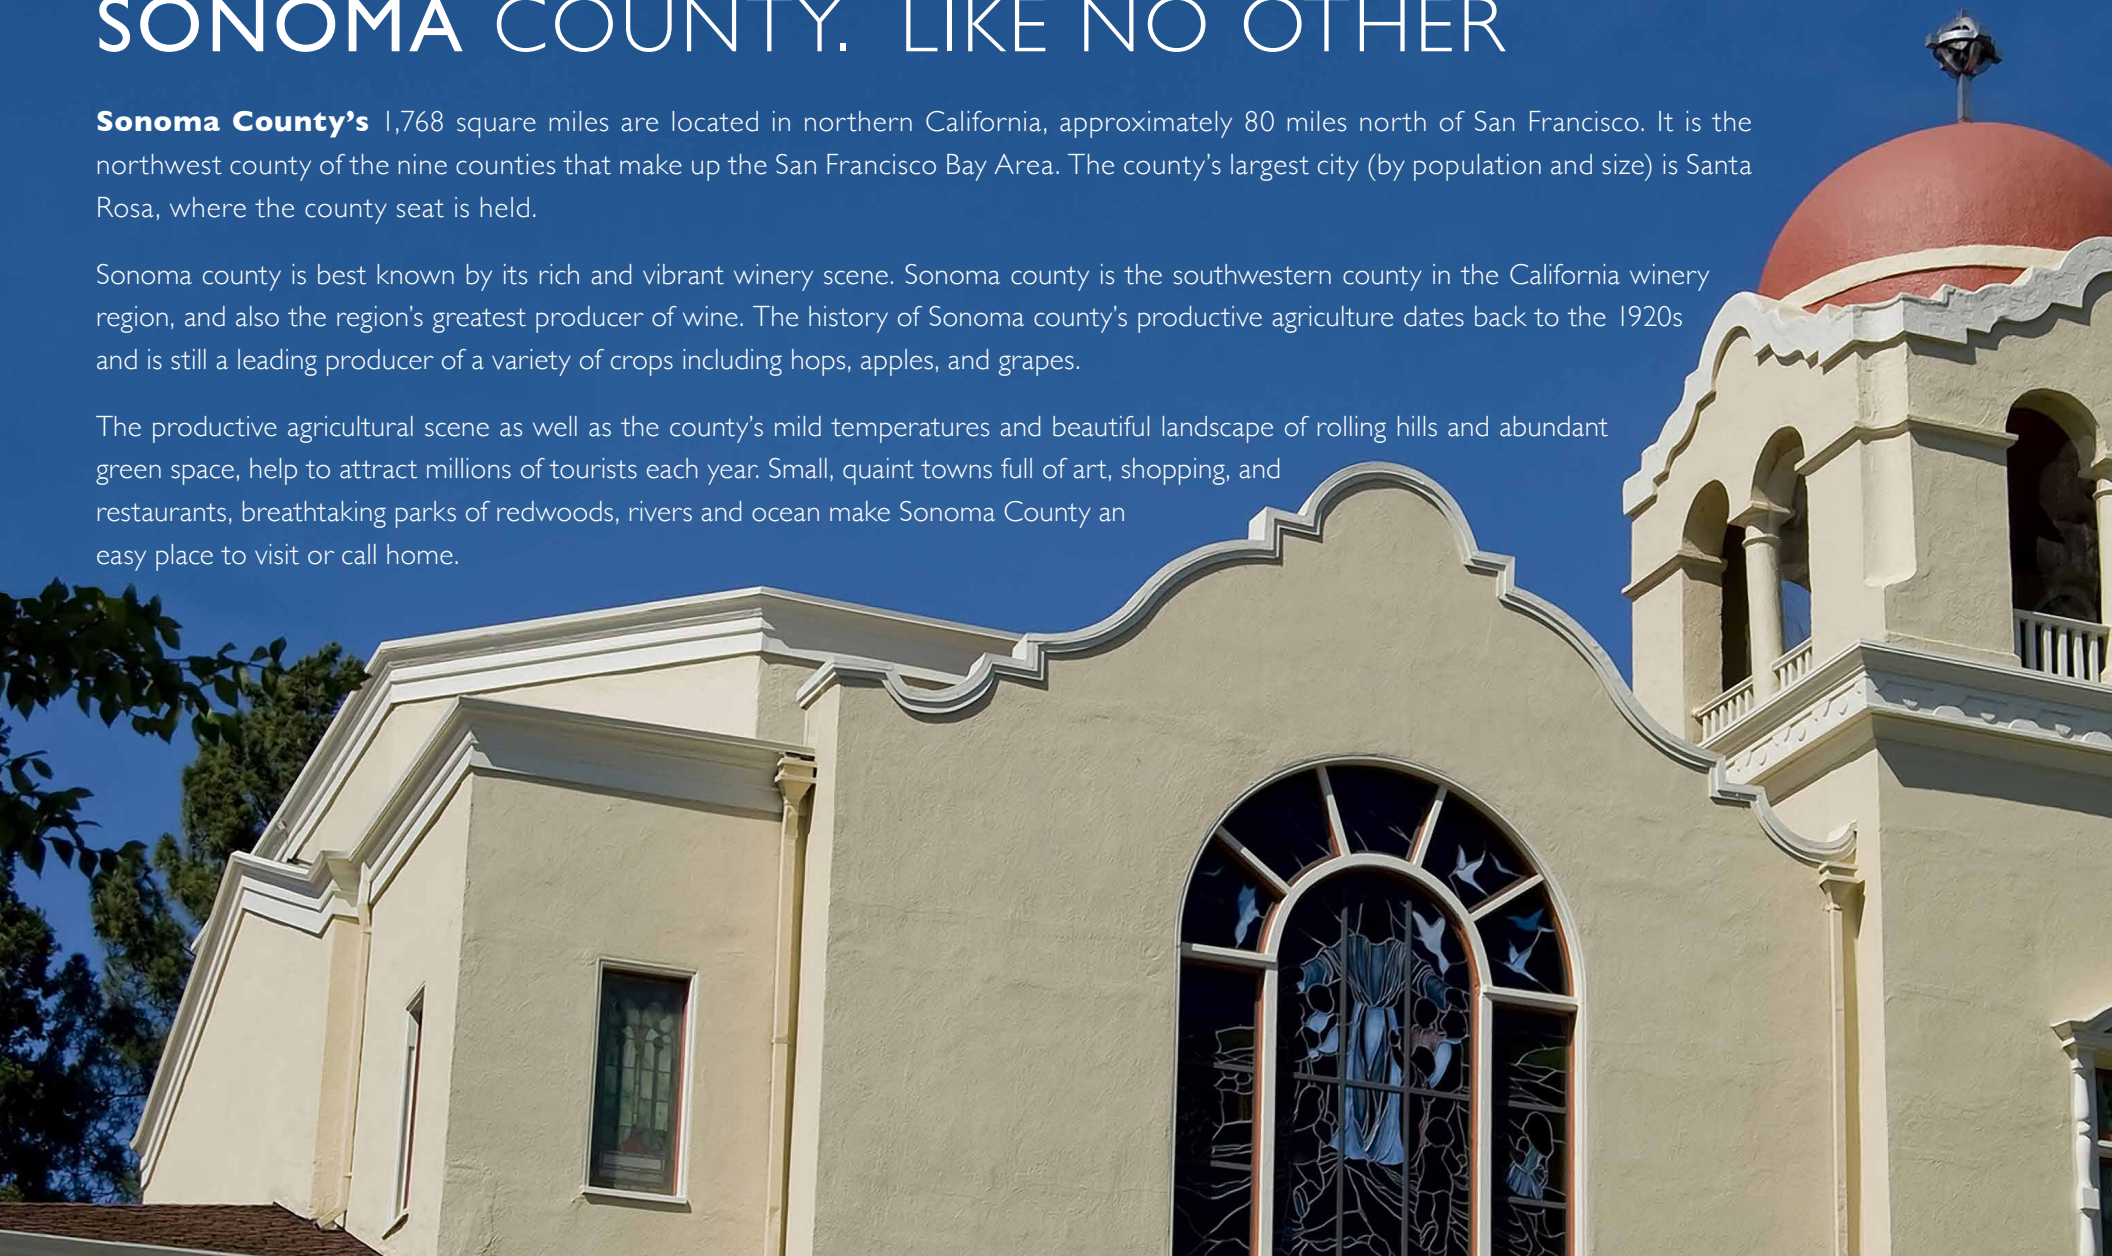 SONOMA COUNTY. LIKE NO OTHER
Sonoma County's 1,768 square miles are located in northern California, approximately 80 miles north of San Francisco. It is the
northwest county of the nine counties that make up the San Francisco Bay Area. The county's largest city (by population and size) is Santa
Rosa, where the county seat is held.
Sonoma county is best known by its rich and vibrant winery scene. Sonoma county is the southwestern county in the California winery
region, and also the region's greatest producer of wine. The history of Sonoma county's productive agriculture dates back to the 1920s
and is still a leading producer of a variety of crops including hops, apples, and grapes.
The productive agricultural scene as well as the county's mild temperatures and beautiful landscape of rolling hills and abundant
green space, help to attract millions of tourists each year. Small, quaint towns full of art, shopping, and
restaurants, breathtaking parks of redwoods, rivers and ocean make Sonoma County an
easy place to visit or call home.